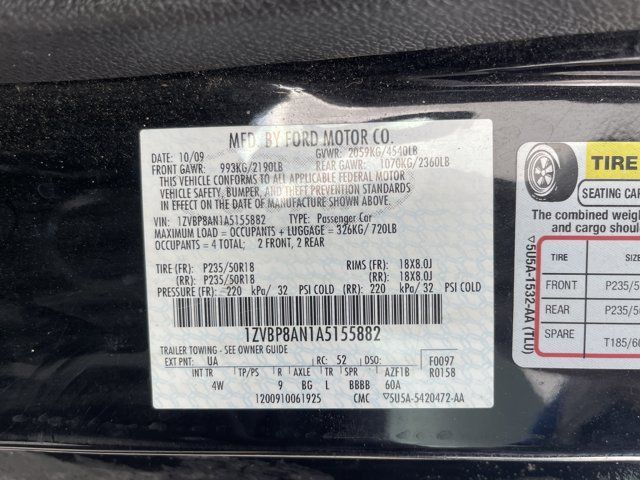 MFD. BY FORD MOTOR CO.
DATE: 10/09 GVWR: 2059KG/4540LB
FRONT GAWR: 993KG/2190LB REAR GAWR: 1070KG/2360LB
THIS VEHICLE CONFORMS TO ALL APPLICABLE FEDERAL MOTOR
VEHICLE SAFETY, BUMPER, AND THEFT PREVENTION STANDARDS
IN EFFECT ON THE DATE OF MANUFACTURE SHOWN ABOVE.
VIN: 1ZVBP8AN1A5155882 TYPE: Passenger Car
MAXIMUM LOAD = OCCUPANTS + LUGGAGE = 326KG/720LB
OCCUPANTS = 4 TOTAL; 2 FRONT, 2 REAR
TIRE (FR): P235/50R18 RIMS (FR): 18X8.0J
(RR): P235/50R18 (RR): 18X8.0J
PRESSURE (FR): 220 kPa/ 32 PSI COLD (RR): 220 kPa/ 32 PSI COLD
1ZVBP8AN1A5155882
TRAILER TOWING - SEE OWNER GUIDE
EXT PNT: UA RC: 52 DSO: F0097
INT TR TP/PS R AXLE TR SPR AZF1B R0158
4W 9 BG L BBBB 60A
1200910061925 CMC ▽5U5A-5420472-AA
TIRE
SEATING CA
The combined weig
and cargo should
TIRE SIZE
FRONT P235/5
REAR P235/5
SPARE T185/60
▽5U5A-1532-AA (TLU)